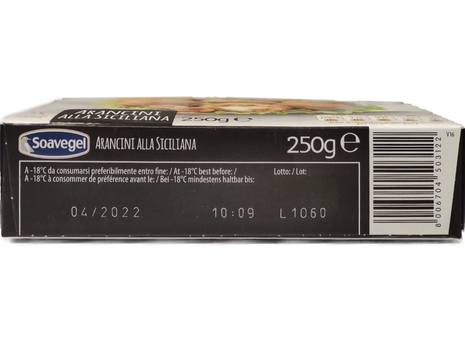 ARANCINI
ALLA SICILIANA
250g e
Soavegel
ARANCINI ALLA SICILIANA
250g e
A -18°C da consumarsi preferibilmente entro fine: / At -18°C best before: /
A -18°C à consommer de préférence avant le: / Bei -18°C mindestens haltbar bis:
Lotto: / Lot:
04/2022 10:09 L1060
V16
8 006704 503122